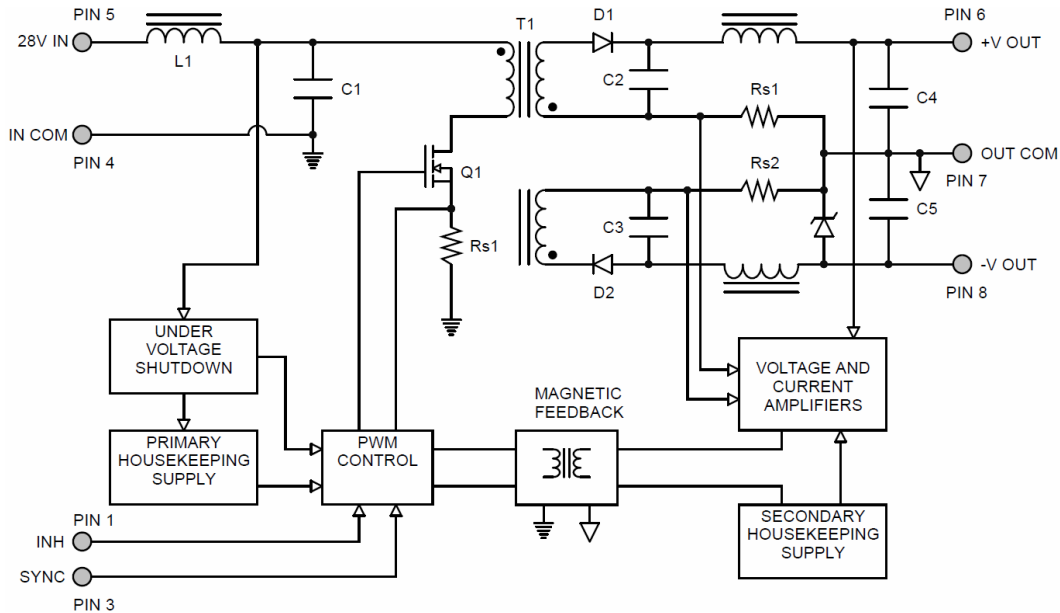 PIN 5
T1
D1
PIN 6
28V IN
+V OUT
L1
C1
C2
Rs1
C4
IN COM
PIN 4
OUT COM
PIN 7
Q1
Rs2
C3
C5
Rs1
D2
-V OUT
PIN 8
UNDER
VOLTAGE
SHUTDOWN
VOLTAGE AND
CURRENT
AMPLIFIERS
MAGNETIC
FEEDBACK
PRIMARY
HOUSEKEEPING
SUPPLY
PWM
CONTROL
PIN 1
INH
SECONDARY
HOUSEKEEPING
SUPPLY
SYNC
PIN 3